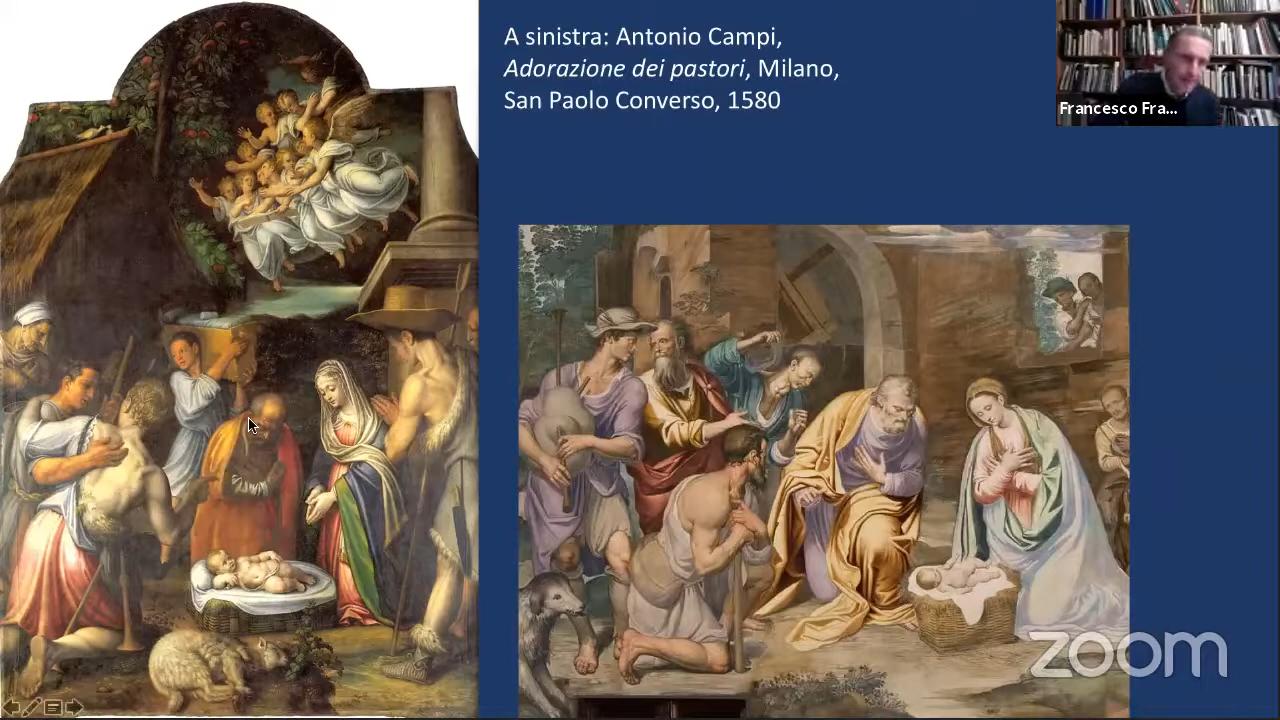 A sinistra: Antonio Campi,
Adorazione dei pastori, Milano,
San Paolo Converso, 1580
Francesco Fra...
zoom